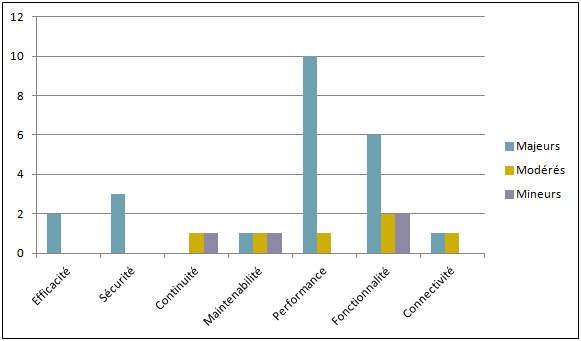 12
10
8
6
4
2
0
Efficacité
Sécurité
Continuité
Maintenabilité
Performance
Fonctionnalité
Connectivité
Majeurs
Modérés
Mineurs